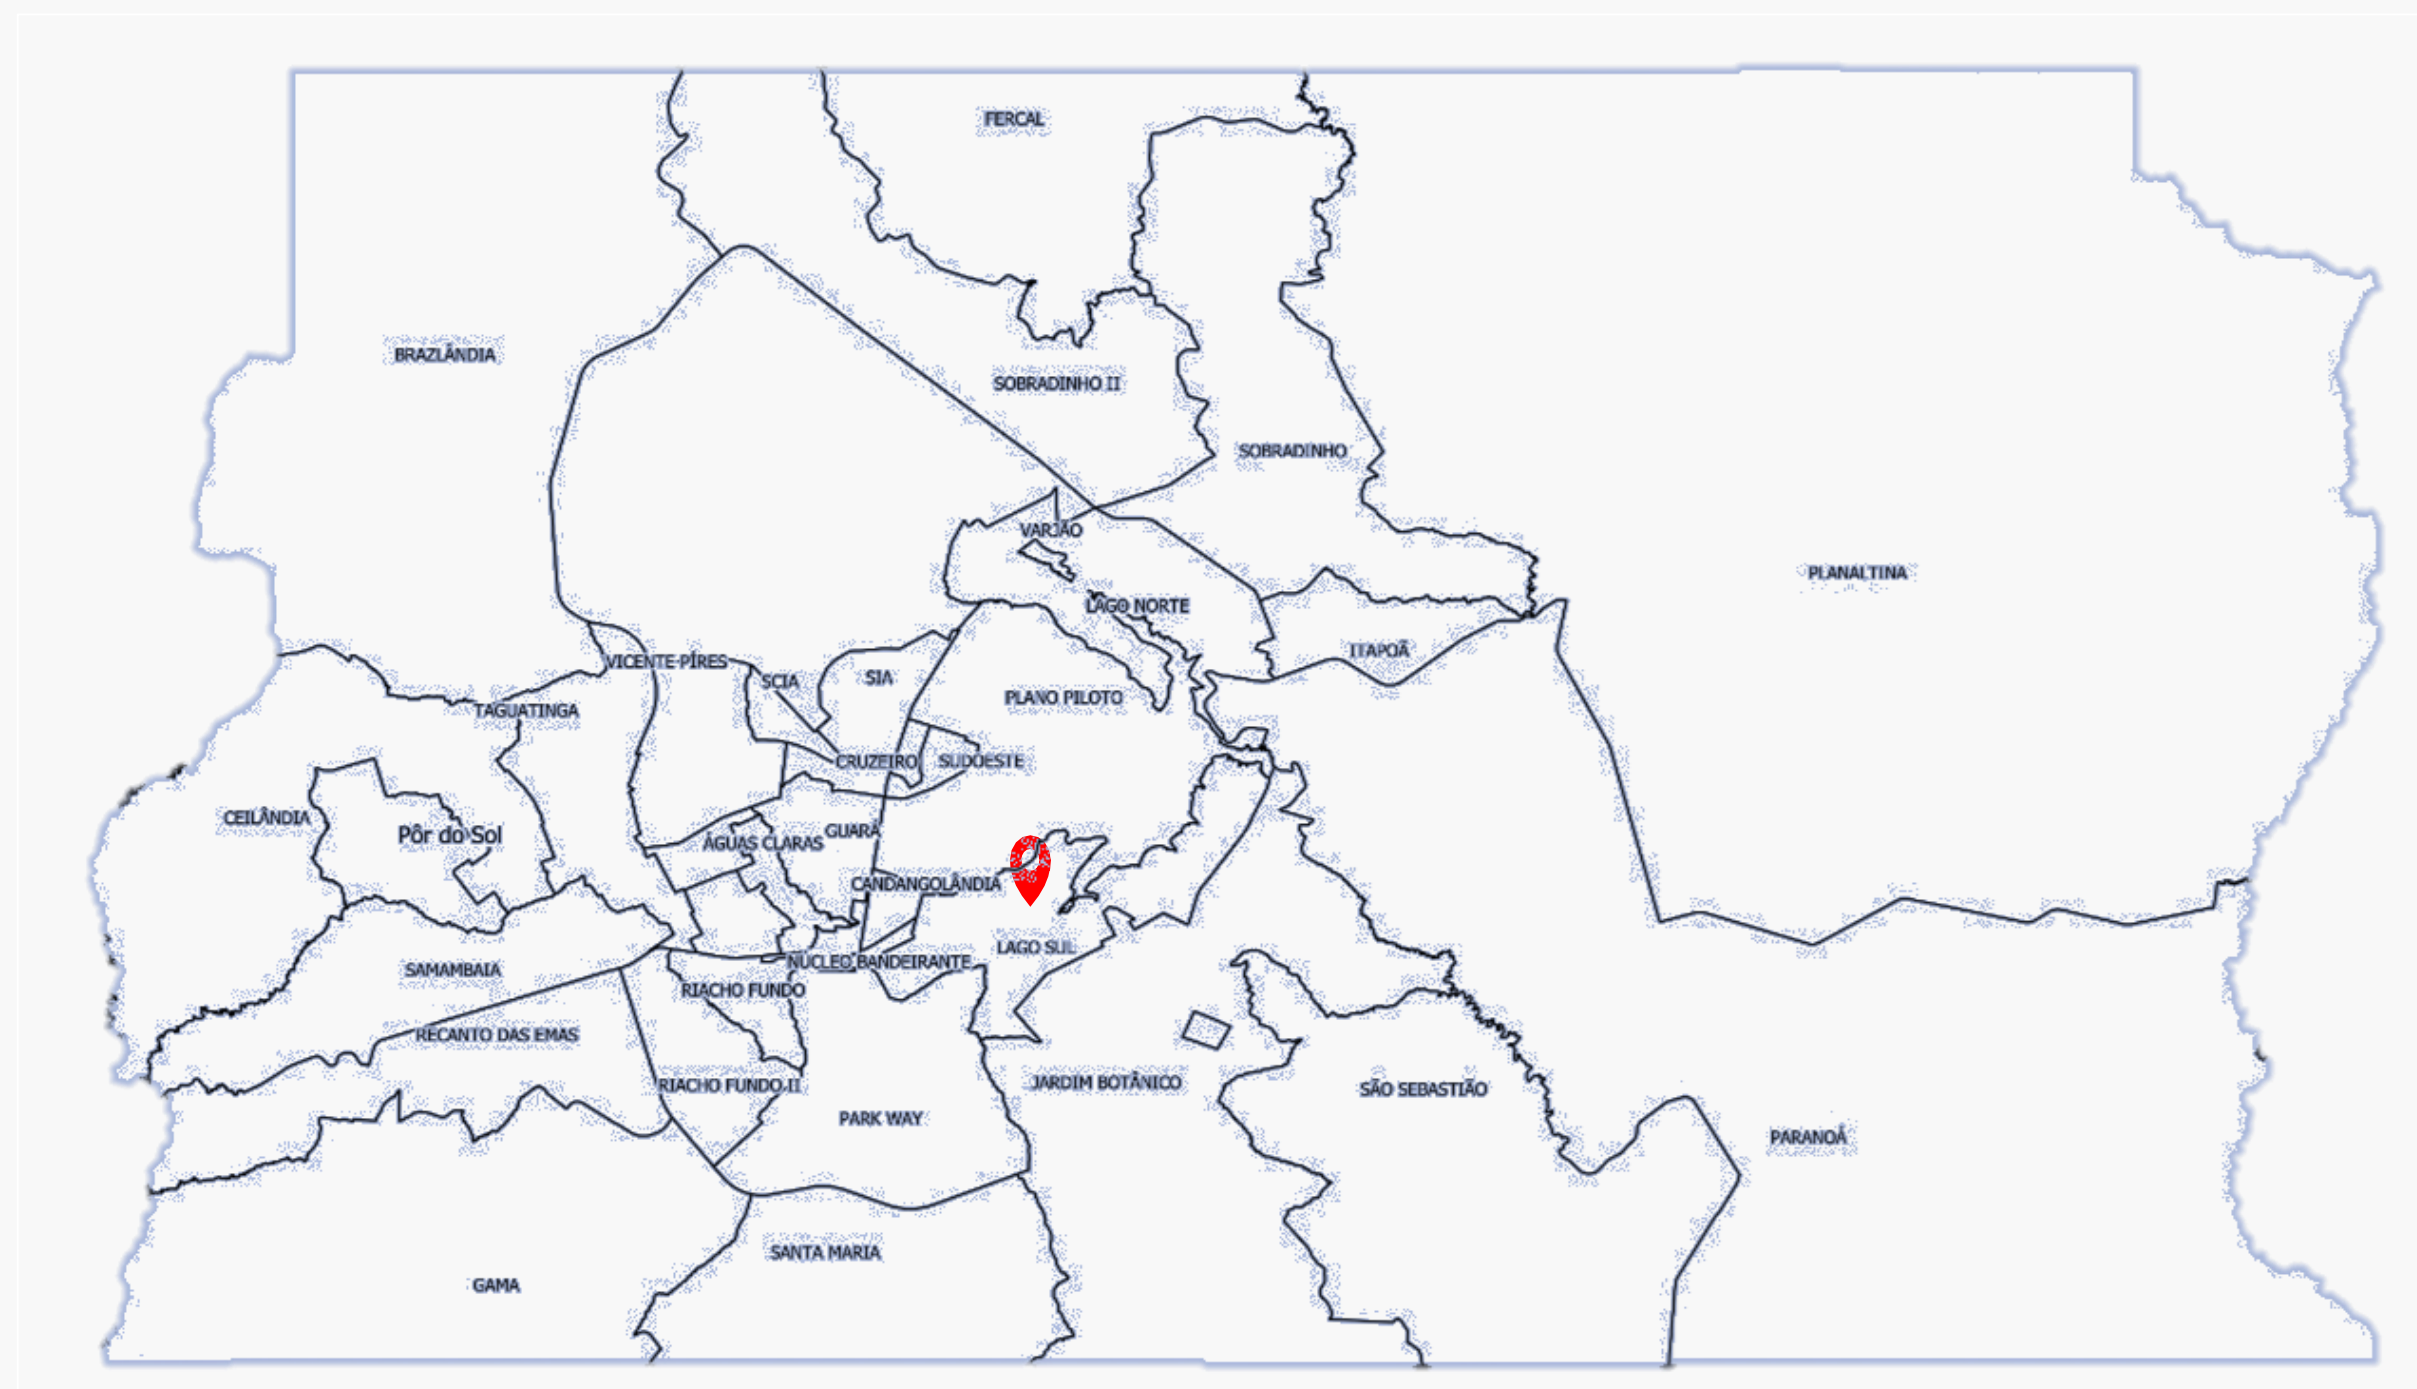 FERCAL
BRAZLÂNDIA
SOBRADINHO II
SOBRADINHO
VARJÃO
PLANALTINA
LAGO NORTE
ITAPOÃ
VICENTE PÍRES
SCIA
SIA
PLANO PILOTO
TAGUATINGA
CRUZEIRO
SUDOESTE
CEILÂNDIA
Pôr do Sol
GUARÁ
ÁGUAS CLARAS
CANDANGOLÂNDIA
LAGO SUL
NÚCLEO BANDEIRANTE
SAMAMBAIA
RIACHO FUNDO
RECANTO DAS EMAS
RIACHO FUNDO II
JARDIM BOTÂNICO
SÃO SEBASTIÃO
PARK WAY
PARANOÁ
SANTA MARIA
GAMA